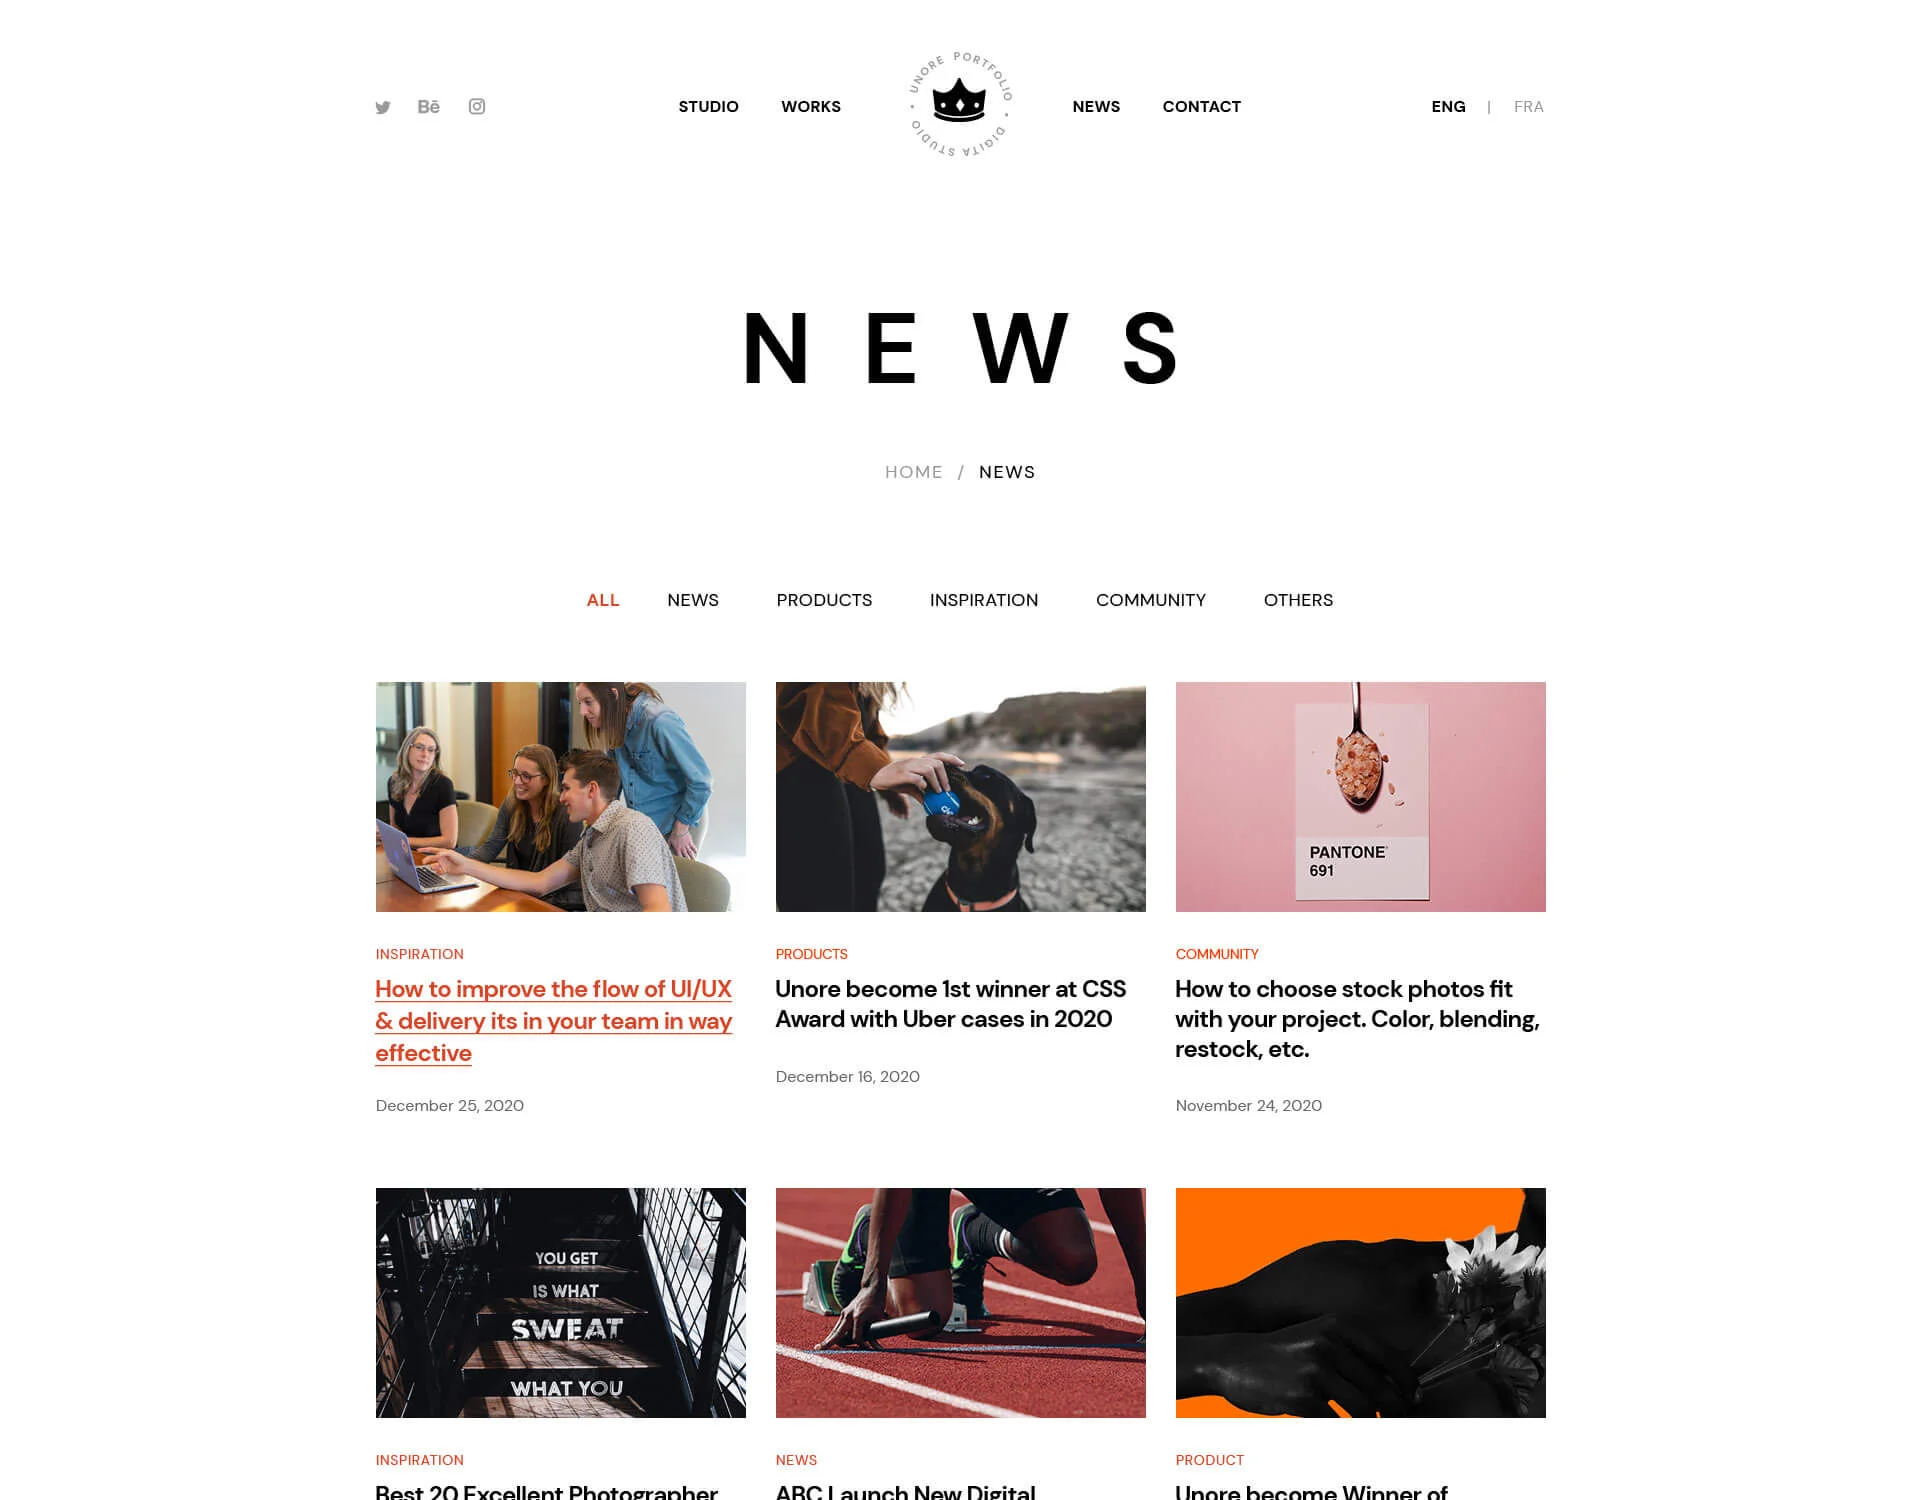 UNORE PORTFOLIO • DIGITA STUDIO •
Bē
STUDIO
WORKS
NEWS
CONTACT
ENG | FRA
NEWS
HOME / NEWS
ALL
NEWS
PRODUCTS
INSPIRATION
COMMUNITY
OTHERS
PANTONE
691
INSPIRATION
How to improve the flow of UI/UX
& delivery its in your team in way
effective
December 25, 2020
PRODUCTS
Unore become 1st winner at CSS
Award with Uber cases in 2020
December 16, 2020
COMMUNITY
How to choose stock photos fit
with your project. Color, blending,
restock, etc.
November 24, 2020
YOU GET
IS WHAT
SWEAT
WHAT YOU
INSPIRATION
Best 20 Excellent Photographer
NEWS
ABC Launch New Digital
PRODUCT
Unore become Winner of